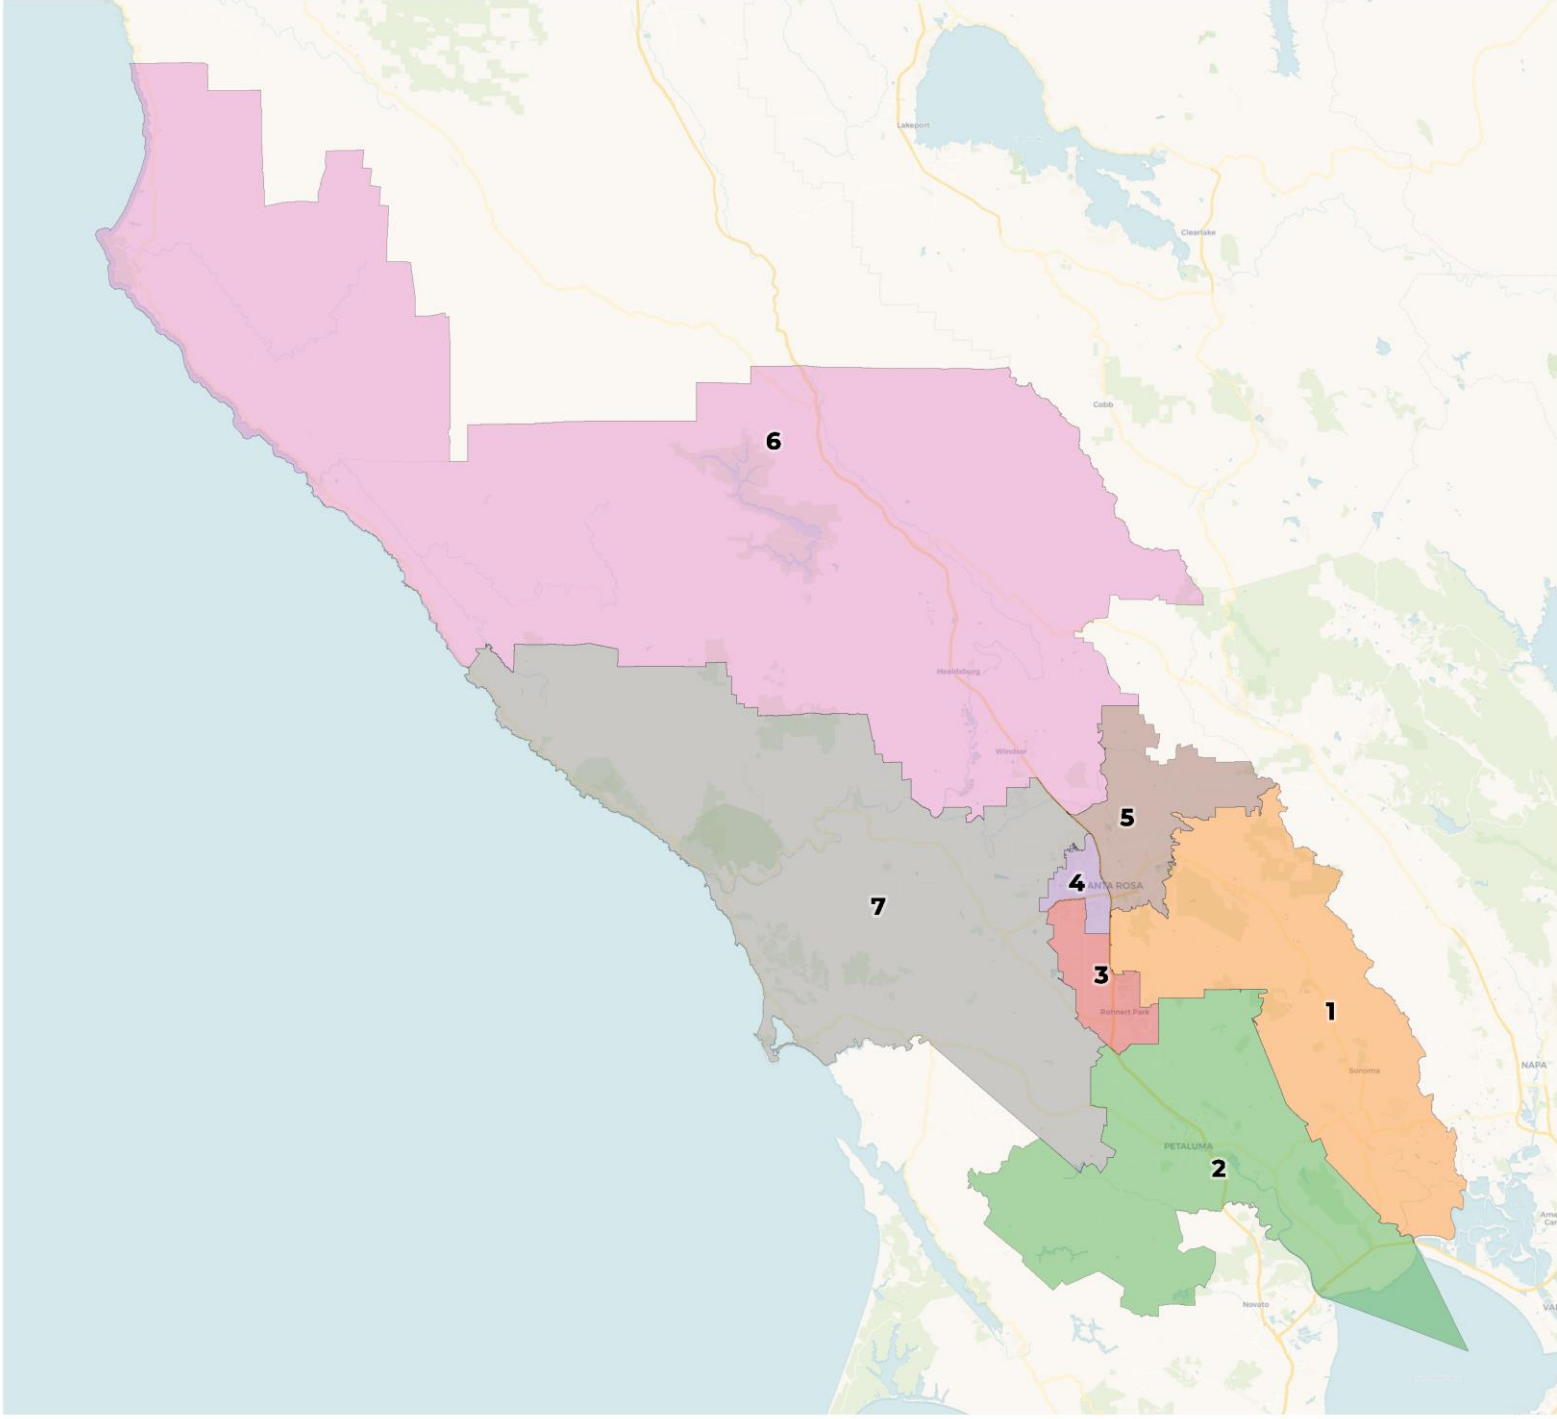 Lakeport
Clearlake
Cobb
6
Healdsburg
Windsor
5
4
ANTA ROSA
7
3
Rohnert Park
1
Sonoma
NAPA
PETALUMA
2
Novato